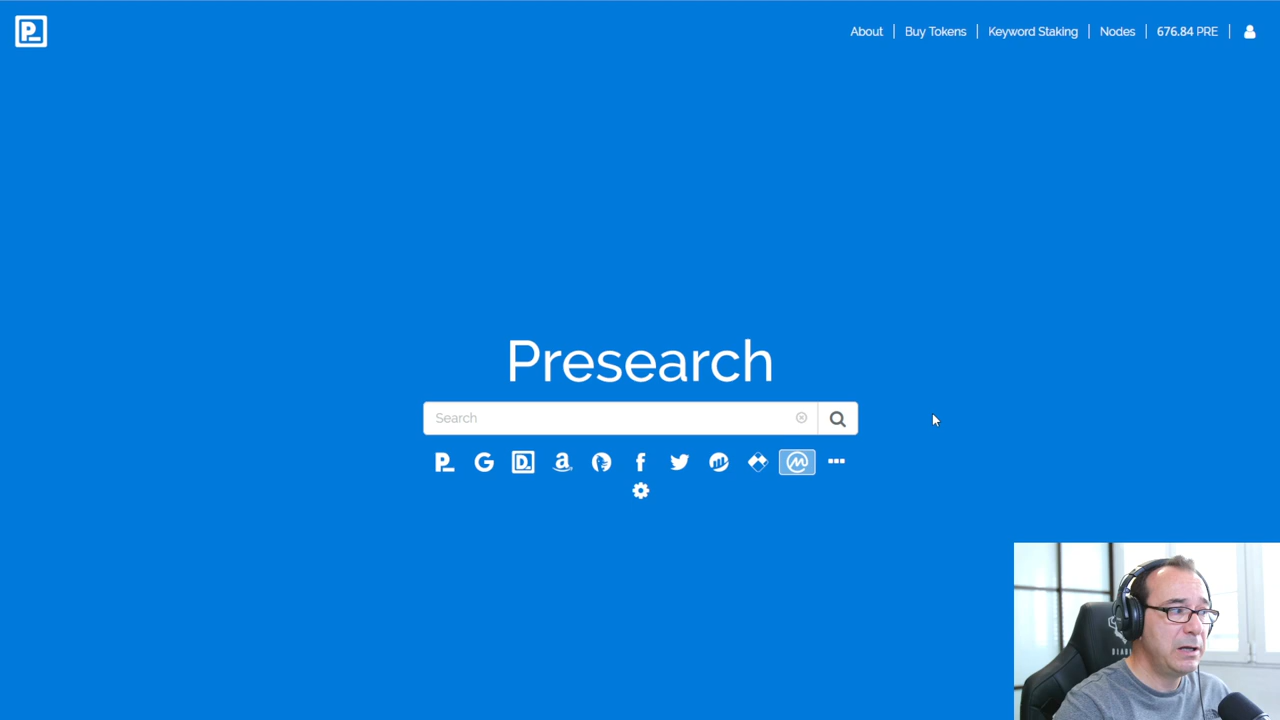 About
Buy Tokens
Keyword Staking
Nodes
676.84 PRE
Presearch
Search